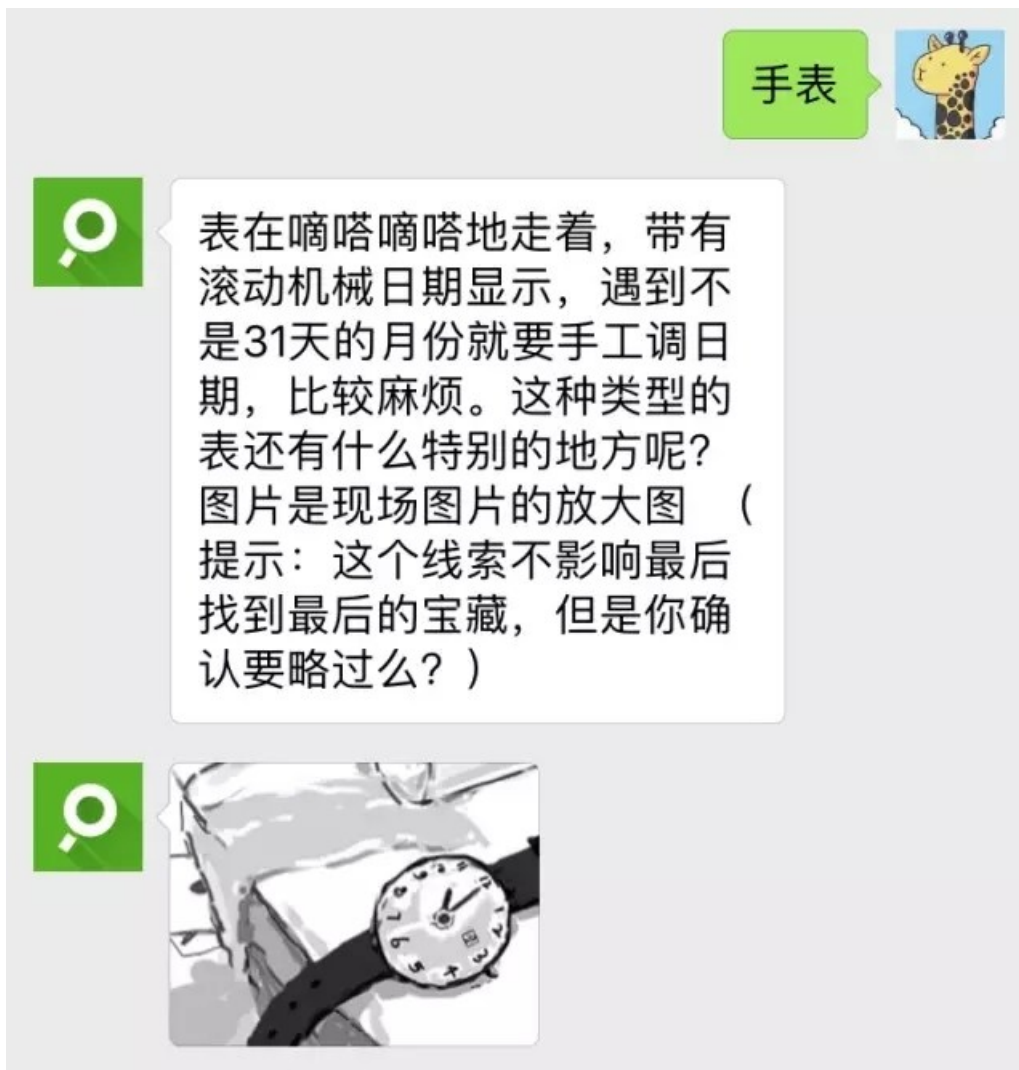 手表
表在嘀嗒嘀嗒地走着，带有
滚动机械日期显示，遇到不
是31天的月份就要手工调日
期，比较麻烦。这种类型的
表还有什么特别的地方呢？
图片是现场图片的放大图 （
提示：这个线索不影响最后
找到最后的宝藏，但是你确
认要略过么？）